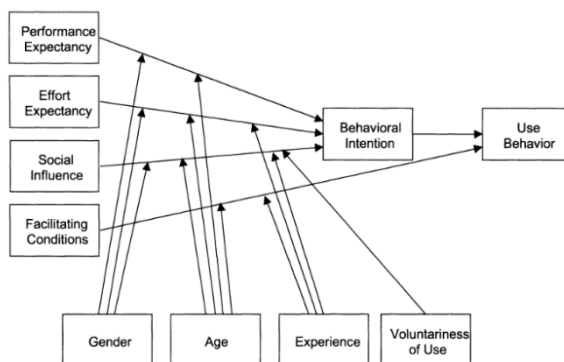 Performance
Expectancy
Effort
Expectancy
Social
Influence
Facilitating
Conditions
Behavioral
Intention
Use
Behavior
Gender
Age
Experience
Voluntariness
of Use